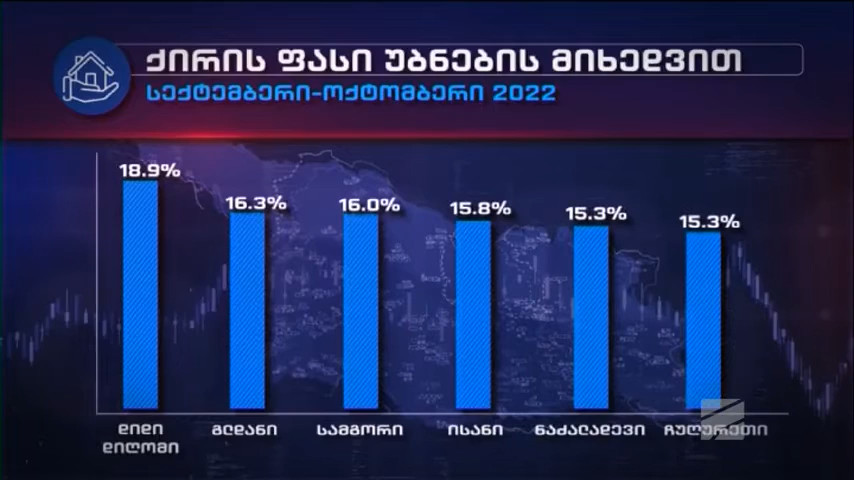 ქირის ფასი უბნების მიხედვით
სექტემბერი-ოქტომბერი 2022
18.9%
16.3%
16.0%
15.8%
15.3%
15.3%
დიდი
დიღომი
გლდანი
სამგორი
ისანი
ნაძალადევი
ჩუღურეთი